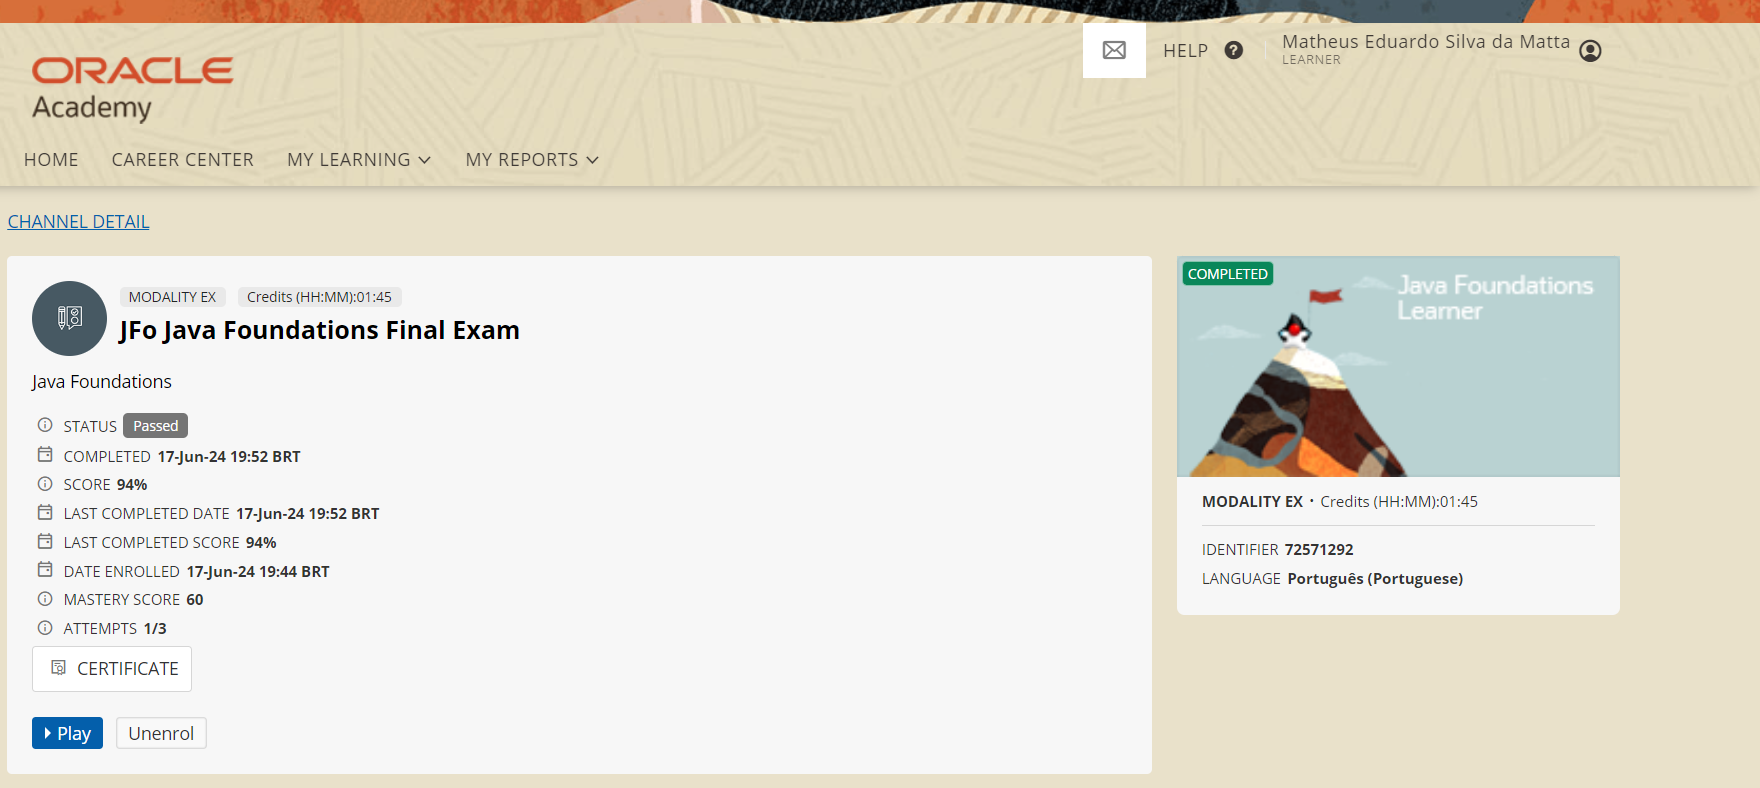 ORACLE
Academy
HELP
Matheus Eduardo Silva da Matta
LEARNER
HOME
CAREER CENTER
MY LEARNING
MY REPORTS
CHANNEL DETAIL
MODALITY EX
Credits (HH:MM):01:45
JFo Java Foundations Final Exam
Java Foundations
STATUS Passed
COMPLETED 17-Jun-24 19:52 BRT
SCORE 94%
LAST COMPLETED DATE 17-Jun-24 19:52 BRT
LAST COMPLETED SCORE 94%
DATE ENROLLED 17-Jun-24 19:44 BRT
MASTERY SCORE 60
ATTEMPTS 1/3
CERTIFICATE
Play
Unenrol
COMPLETED
Java Foundations
Learner
MODALITY EX · Credits (HH:MM):01:45
IDENTIFIER 72571292
LANGUAGE Português (Portuguese)